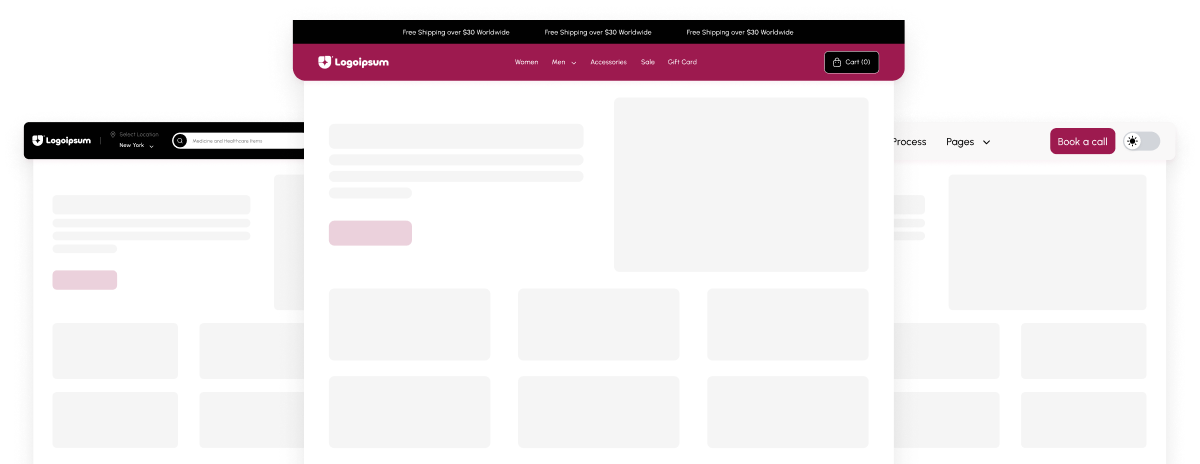 Free Shipping over $30 Worldwide Free Shipping over $30 Worldwide Free Shipping over $30 Worldwide
Logoipsum Women Men Accessories Sale Gift Card Cart (0)
Logoipsum Select Location Medicine and Healthcare items
New York
Process Pages Book a call